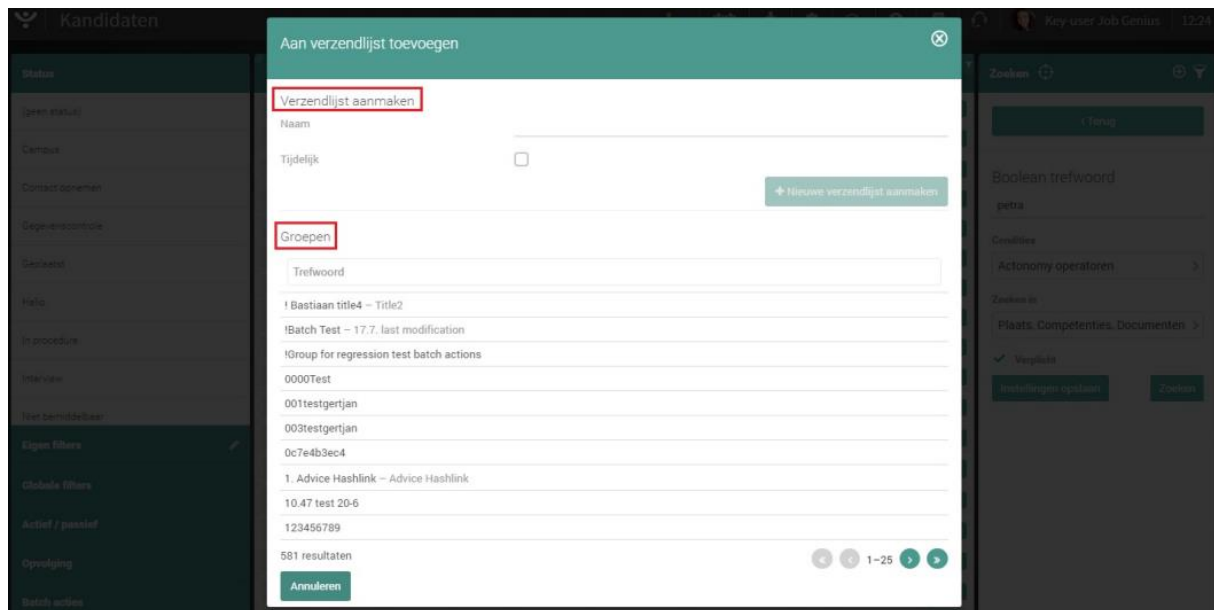 Kandidaten
Key-user Job Genius 12:24
Status
(geen status)
Campus
Contact opnemen
Gegevenscontrole
Geplaatst
Hello
In procedure
Interview
Niet bemiddelbaar
Eigen filters
Globale filters
Actief / passief
Opvolging
Batch acties
Aan verzendlijst toevoegen
Verzendlijst aanmaken
Naam
Tijdelijk
+ Nieuwe verzendlijst aanmaken
Groepen
Trefwoord
! Bastiaan title4 – Title2
!Batch Test – 17.7. last modification
!Group for regression test batch actions
0000Test
001testgertjan
003testgertjan
0c7e4b3ec4
1. Advice Hashlink – Advice Hashlink
10.47 test 20-6
123456789
581 resultaten
1–25
Annuleren
Zoeken
Terug
Boolean trefwoord
petra
Condities
Actonomy operatoren
Zoeken in
Plaats, Competenties, Documenten
Verplicht
Instellingen opslaan
Zoeken